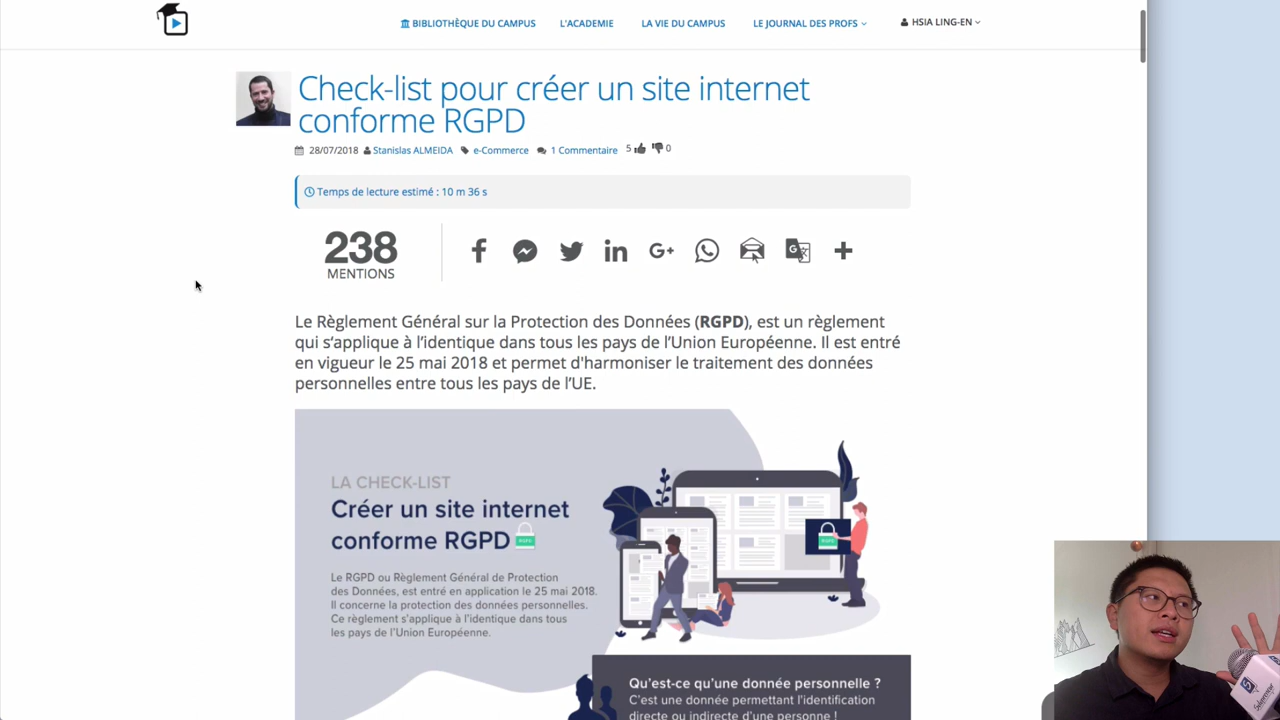 BIBLIOTHÈQUE DU CAMPUS L'ACADEMIE LA VIE DU CAMPUS LE JOURNAL DES PROFS HSIA LING-EN
Check-list pour créer un site internet
conforme RGPD
28/07/2018 Stanislas ALMEIDA e-Commerce 1 Commentaire 5 0
Temps de lecture estimé : 10 m 36 s
238
MENTIONS
Le Règlement Général sur la Protection des Données (RGPD), est un règlement
qui s'applique à l'identique dans tous les pays de l'Union Européenne. Il est entré
en vigueur le 25 mai 2018 et permet d'harmoniser le traitement des données
personnelles entre tous les pays de l'UE.
LA CHECK-LIST
Créer un site internet
conforme RGPD
Le RGPD ou Règlement Général de Protection
des Données, est entré en application le 25 mai 2018.
Il concerne la protection des données personnelles.
Ce règlement s'applique à l'identique dans tous
les pays de l'Union Européenne.
Qu'est-ce qu'une donnée personnelle ?
C'est une donnée permettant l'identification
directe ou indirecte d'une personne !